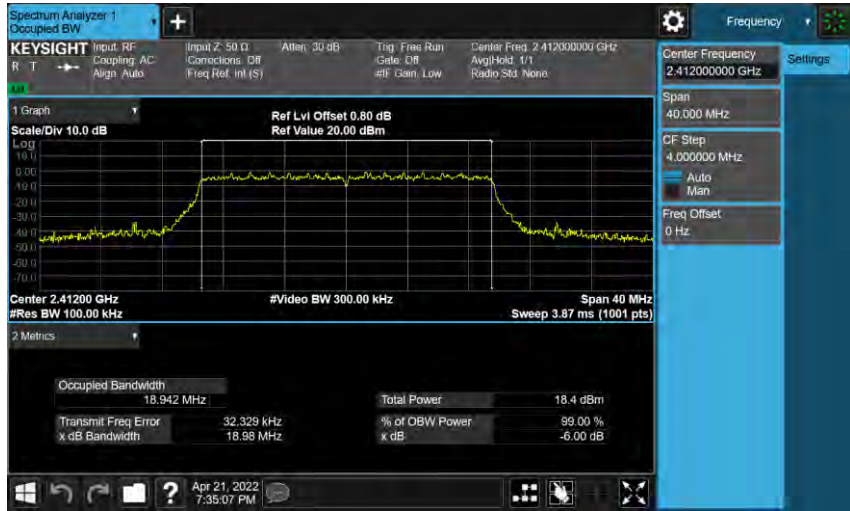 Spectrum Analyzer 1
Occupied BW
Frequency
KEYSIGHT
R T
Input: RF
Coupling: AC
Align: Auto
Input Z: 50 Ω
Corrections: Off
Freq Ref: Int (S)
Atten: 30 dB
Trig: Free Run
Gate: Off
#IF Gain: Low
Center Freq: 2.412000000 GHz
Avg|Hold: 1/1
Radio Std: None
Center Frequency
2.412000000 GHz
Settings
Span
40.000 MHz
CF Step
4.000000 MHz
Auto
Man
Freq Offset
0 Hz
1 Graph
Scale/Div 10.0 dB
Ref Lvl Offset 0.80 dB
Ref Value 20.00 dBm
Log
10.0
0.00
-10.0
-20.0
-30.0
-40.0
-50.0
-60.0
-70.0
Center 2.41200 GHz
#Res BW 100.00 kHz
#Video BW 300.00 kHz
Span 40 MHz
Sweep 3.87 ms (1001 pts)
2 Metrics
Occupied Bandwidth
18.942 MHz
Total Power 18.4 dBm
Transmit Freq Error 32.329 kHz
% of OBW Power 99.00 %
x dB Bandwidth 18.98 MHz
x dB -6.00 dB
?
Apr 21, 2022
7:35:07 PM